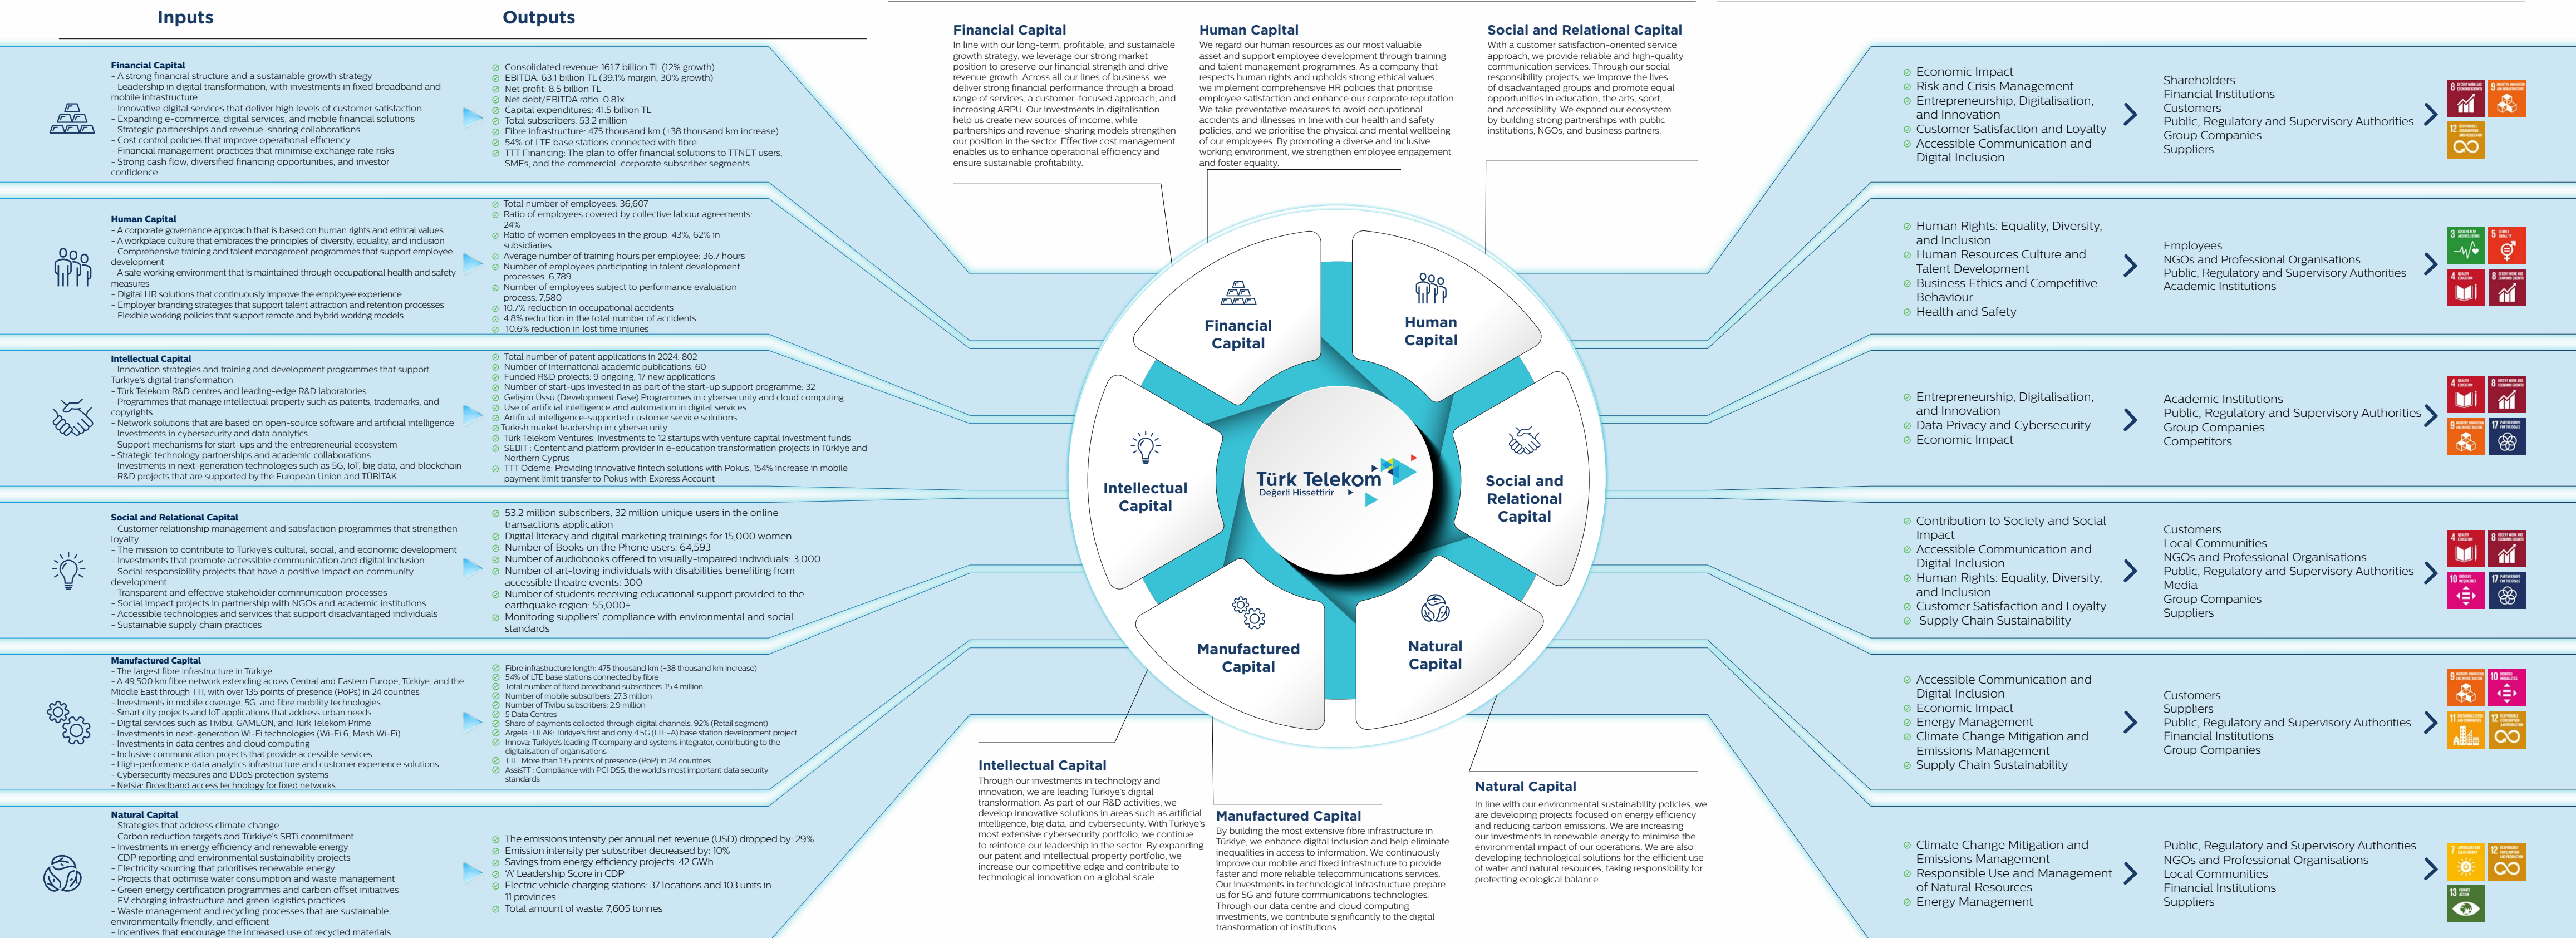 Inputs
Outputs
Financial Capital
- A strong financial structure and a sustainable growth strategy
- Leadership in digital transformation, with investments in fixed broadband and
mobile infrastructure
- Innovative digital services that deliver high levels of customer satisfaction
- Expanding e-commerce, digital services, and mobile financial solutions
- Strategic partnerships and revenue-sharing collaborations
- Cost control policies that improve operational efficiency
- Financial management practices that minimise exchange rate risks
- Strong cash flow, diversified financing opportunities, and investor
confidence
Consolidated revenue: 161.7 billion TL (12% growth)
EBITDA: 63.1 billion TL (39.1% margin, 30% growth)
Net profit: 8.5 billion TL
Net debt/EBITDA ratio: 0.81x
Capital expenditures: 41.5 billion TL
Total subscribers: 53.2 million
Fibre infrastructure: 475 thousand km (+38 thousand km increase)
54% of LTE base stations connected with fibre
TTT Financing: The plan to offer financial solutions to TTNET users,
SMEs, and the commercial-corporate subscriber segments
Human Capital
- A corporate governance approach that is based on human rights and ethical values
- A workplace culture that embraces the principles of diversity, equality, and inclusion
- Comprehensive training and talent management programmes that support employee
development
- A safe working environment that is maintained through occupational health and safety
measures
- Digital HR solutions that continuously improve the employee experience
- Employer branding strategies that support talent attraction and retention processes
- Flexible working policies that support remote and hybrid working models
Total number of employees: 36,607
Ratio of employees covered by collective labour agreements:
24%
Ratio of women employees in the group: 43%, 62% in
subsidiaries
Average number of training hours per employee: 36.7 hours
Number of employees participating in talent development
processes: 6,789
Number of employees subject to performance evaluation
process: 7,580
10.7% reduction in occupational accidents
4.8% reduction in the total number of accidents
10.6% reduction in lost time injuries
Intellectual Capital
- Innovation strategies and training and development programmes that support
Türkiye's digital transformation
- Türk Telekom R&D centres and leading-edge R&D laboratories
- Programmes that manage intellectual property such as patents, trademarks, and
copyrights
- Network solutions that are based on open-source software and artificial intelligence
- Investments in cybersecurity and data analytics
- Support mechanisms for start-ups and the entrepreneurial ecosystem
- Strategic technology partnerships and academic collaborations
- Investments in next-generation technologies such as 5G, IoT, big data, and blockchain
- R&D projects that are supported by the European Union and TÜBİTAK
Total number of patent applications in 2024: 802
Number of international academic publications: 60
Funded R&D projects: 9 ongoing, 17 new applications
Number of start-ups invested in as part of the start-up support programme: 32
Gelişim Üssü (Development Base) Programmes in cybersecurity and cloud computing
Use of artificial intelligence and automation in digital services
Artificial intelligence-supported customer service solutions
Turkish market leadership in cybersecurity
Türk Telekom Ventures: Investments to 12 startups with venture capital investment funds
SEBIT : Content and platform provider in e-education transformation projects in Türkiye and
Northern Cyprus
TTT Ödeme: Providing innovative fintech solutions with Pokus, 154% increase in mobile
payment limit transfer to Pokus with Express Account
Social and Relational Capital
- Customer relationship management and satisfaction programmes that strengthen
loyalty
- The mission to contribute to Türkiye's cultural, social, and economic development
- Investments that promote accessible communication and digital inclusion
- Social responsibility projects that have a positive impact on community
development
- Transparent and effective stakeholder communication processes
- Social impact projects in partnership with NGOs and academic institutions
- Accessible technologies and services that support disadvantaged individuals
- Sustainable supply chain practices
53.2 million subscribers, 32 million unique users in the online
transactions application
Digital literacy and digital marketing trainings for 15,000 women
Number of Books on the Phone users: 64,593
Number of audiobooks offered to visually-impaired individuals: 3,000
Number of art-loving individuals with disabilities benefiting from
accessible theatre events: 300
Number of students receiving educational support provided to the
earthquake region: 55,000+
Monitoring suppliers' compliance with environmental and social
standards
Manufactured Capital
- The largest fibre infrastructure in Türkiye
- A 49,500 km fibre network extending across Central and Eastern Europe, Türkiye, and the
Middle East through TTI, with over 135 points of presence (PoPs) in 24 countries
- Investments in mobile coverage, 5G, and fibre mobility technologies
- Smart city projects and IoT applications that address urban needs
- Digital services such as Tivibu, GAMEON, and Türk Telekom Prime
- Investments in next-generation Wi-Fi technologies (Wi-Fi 6, Mesh Wi-Fi)
- Investments in data centres and cloud computing
- Inclusive communication projects that provide accessible services
- High-performance data analytics infrastructure and customer experience solutions
- Cybersecurity measures and DDoS protection systems
- Netsia: Broadband access technology for fixed networks
Fibre infrastructure length: 475 thousand km (+38 thousand km increase)
54% of LTE base stations connected by fibre
Total number of fixed broadband subscribers: 15.4 million
Number of mobile subscribers: 27.3 million
Number of Tivibu subscribers: 2.9 million
5 Data Centres
Share of payments collected through digital channels: 92% (Retail segment)
Argela : ULAK: Türkiye's first and only 4.5G (LTE-A) base station development project
Innova: Türkiye's leading IT company and systems integrator, contributing to the
digitalisation of organisations
TTI : More than 135 points of presence (PoP) in 24 countries
AssisTT : Compliance with PCI DSS, the world's most important data security
standards
Natural Capital
- Strategies that address climate change
- Carbon reduction targets and Türkiye's SBTi commitment
- Investments in energy efficiency and renewable energy
- CDP reporting and environmental sustainability projects
- Electricity sourcing that prioritises renewable energy
- Projects that optimise water consumption and waste management
- Green energy certification programmes and carbon offset initiatives
- EV charging infrastructure and green logistics practices
- Waste management and recycling processes that are sustainable,
environmentally friendly, and efficient
- Incentives that encourage the increased use of recycled materials
The emissions intensity per annual net revenue (USD) dropped by: 29%
Emission intensity per subscriber decreased by: 10%
Savings from energy efficiency projects: 42 GWh
'A' Leadership Score in CDP
Electric vehicle charging stations: 37 locations and 103 units in
11 provinces
Total amount of waste: 7,605 tonnes
Financial Capital
In line with our long-term, profitable, and sustainable
growth strategy, we leverage our strong market
position to preserve our financial strength and drive
revenue growth. Across all our lines of business, we
deliver strong financial performance through a broad
range of services, a customer-focused approach, and
increasing ARPU. Our investments in digitalisation
help us create new sources of income, while
partnerships and revenue-sharing models strengthen
our position in the sector. Effective cost management
enables us to enhance operational efficiency and
ensure sustainable profitability.
Human Capital
We regard our human resources as our most valuable
asset and support employee development through training
and talent management programmes. As a company that
respects human rights and upholds strong ethical values,
we implement comprehensive HR policies that prioritise
employee satisfaction and enhance our corporate reputation.
We take preventative measures to avoid occupational
accidents and illnesses in line with our health and safety
policies, and we prioritise the physical and mental wellbeing
of our employees. By promoting a diverse and inclusive
working environment, we strengthen employee engagement
and foster equality.
Social and Relational Capital
With a customer satisfaction-oriented service
approach, we provide reliable and high-quality
communication services. Through our social
responsibility projects, we improve the lives
of disadvantaged groups and promote equal
opportunities in education, the arts, sport,
and accessibility. We expand our ecosystem
by building strong partnerships with public
institutions, NGOs, and business partners.
Financial
Capital
Human
Capital
Intellectual
Capital
Türk Telekom
Değerli Hissettirir
Social and
Relational
Capital
Manufactured
Capital
Natural
Capital
Intellectual Capital
Through our investments in technology and
innovation, we are leading Türkiye's digital
transformation. As part of our R&D activities, we
develop innovative solutions in areas such as artificial
intelligence, big data, and cybersecurity. With Türkiye's
most extensive cybersecurity portfolio, we continue
to reinforce our leadership in the sector. By expanding
our patent and intellectual property portfolio, we
increase our competitive edge and contribute to
technological innovation on a global scale.
Manufactured Capital
By building the most extensive fibre infrastructure in
Türkiye, we enhance digital inclusion and help eliminate
inequalities in access to information. We continuously
improve our mobile and fixed infrastructure to provide
faster and more reliable telecommunications services.
Our investments in technological infrastructure prepare
us for 5G and future communications technologies.
Through our data centre and cloud computing
investments, we contribute significantly to the digital
transformation of institutions.
Natural Capital
In line with our environmental sustainability policies, we
are developing projects focused on energy efficiency
and reducing carbon emissions. We are increasing
our investments in renewable energy to minimise the
environmental impact of our operations. We are also
developing technological solutions for the efficient use
of water and natural resources, taking responsibility for
protecting ecological balance.
Economic Impact
Risk and Crisis Management
Entrepreneurship, Digitalisation,
and Innovation
Customer Satisfaction and Loyalty
Accessible Communication and
Digital Inclusion
Shareholders
Financial Institutions
Customers
Public, Regulatory and Supervisory Authorities
Group Companies
Suppliers
8 DECENT WORK AND ECONOMIC GROWTH
9
12 RESPONSIBLE CONSUMPTION AND PRODUCTION
Human Rights: Equality, Diversity,
and Inclusion
Human Resources Culture and
Talent Development
Business Ethics and Competitive
Behaviour
Health and Safety
Employees
NGOs and Professional Organisations
Public, Regulatory and Supervisory Authorities
Academic Institutions
3 GOOD HEALTH AND WELL-BEING
5 GENDER EQUALITY
4 QUALITY EDUCATION
8 DECENT WORK AND ECONOMIC GROWTH
Entrepreneurship, Digitalisation,
and Innovation
Data Privacy and Cybersecurity
Economic Impact
Academic Institutions
Public, Regulatory and Supervisory Authorities
Group Companies
Competitors
4 QUALITY EDUCATION
8 DECENT WORK AND ECONOMIC GROWTH
9
17 PARTNERSHIPS FOR THE GOALS
Contribution to Society and Social
Impact
Accessible Communication and
Digital Inclusion
Human Rights: Equality, Diversity,
and Inclusion
Customer Satisfaction and Loyalty
Supply Chain Sustainability
Customers
Local Communities
NGOs and Professional Organisations
Public, Regulatory and Supervisory Authorities
Media
Group Companies
Suppliers
4 QUALITY EDUCATION
8 DECENT WORK AND ECONOMIC GROWTH
10 REDUCED INEQUALITIES
17 PARTNERSHIPS FOR THE GOALS
Accessible Communication and
Digital Inclusion
Economic Impact
Energy Management
Climate Change Mitigation and
Emissions Management
Supply Chain Sustainability
Customers
Suppliers
Public, Regulatory and Supervisory Authorities
Financial Institutions
Group Companies
9
10 REDUCED INEQUALITIES
11
12 RESPONSIBLE CONSUMPTION AND PRODUCTION
Climate Change Mitigation and
Emissions Management
Responsible Use and Management
of Natural Resources
Energy Management
Public, Regulatory and Supervisory Authorities
NGOs and Professional Organisations
Local Communities
Financial Institutions
Suppliers
7
12 RESPONSIBLE CONSUMPTION AND PRODUCTION
13 CLIMATE ACTION